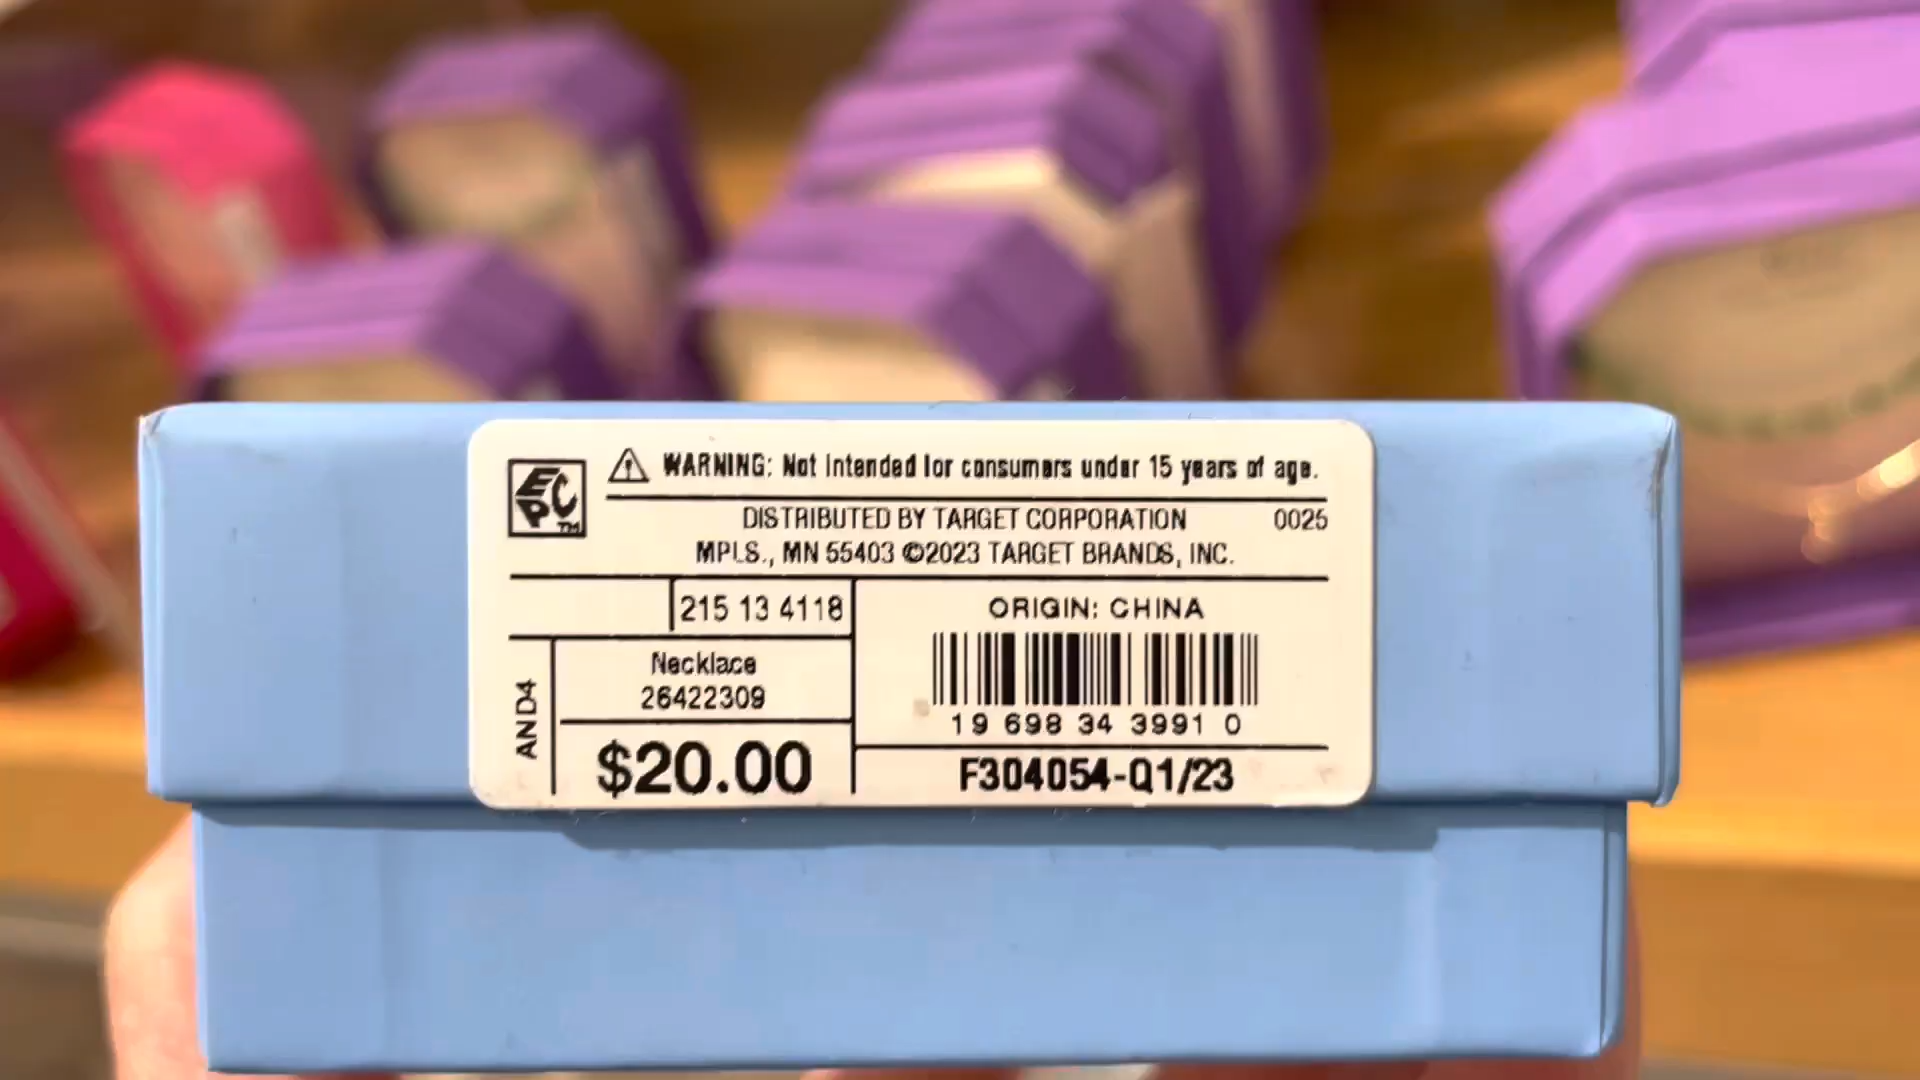 EPC™
⚠ WARNING: Not intended for consumers under 15 years of age.
DISTRIBUTED BY TARGET CORPORATION 0025
MPLS., MN 55403 ©2023 TARGET BRANDS, INC.
215 13 4118
ORIGIN: CHINA
AND4
Necklace
26422309
19 698 34 3991 0
$20.00
F304054-Q1/23